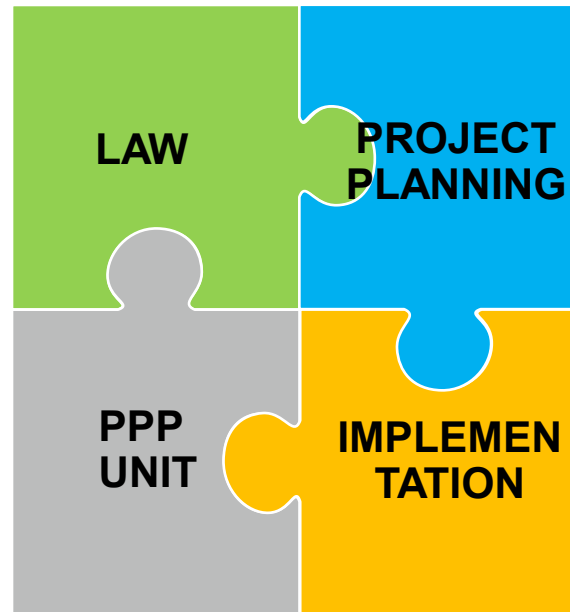 LAW
PROJECT
PLANNING
PPP
UNIT
IMPLEMEN
TATION